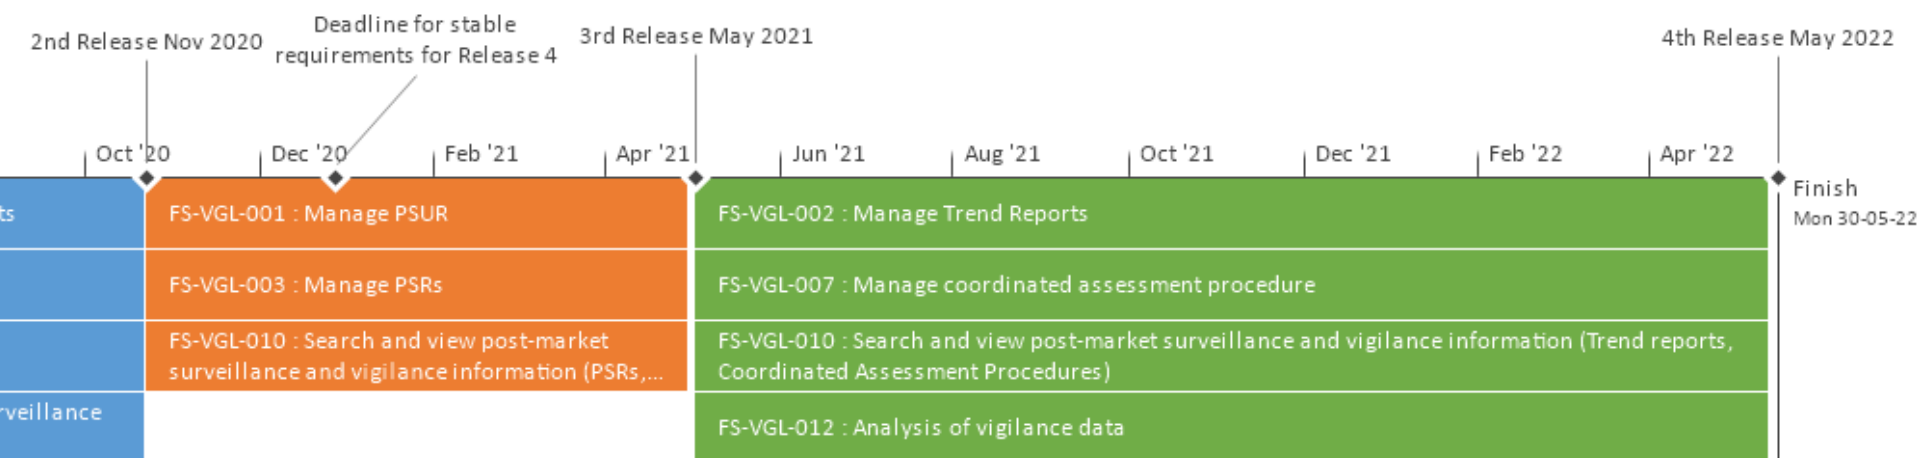 2nd Release Nov 2020
Deadline for stable
requirements for Release 4
3rd Release May 2021
4th Release May 2022
Oct '20
Dec '20
Feb '21
Apr '21
Jun '21
Aug '21
Oct '21
Dec '21
Feb '22
Apr '22
Finish
Mon 30-05-22
ts
FS-VGL-001 : Manage PSUR
FS-VGL-002 : Manage Trend Reports
FS-VGL-003 : Manage PSRs
FS-VGL-007 : Manage coordinated assessment procedure
FS-VGL-010 : Search and view post-market
surveillance and vigilance information (PSRs,...
FS-VGL-010 : Search and view post-market surveillance and vigilance information (Trend reports,
Coordinated Assessment Procedures)
rveillance
FS-VGL-012 : Analysis of vigilance data